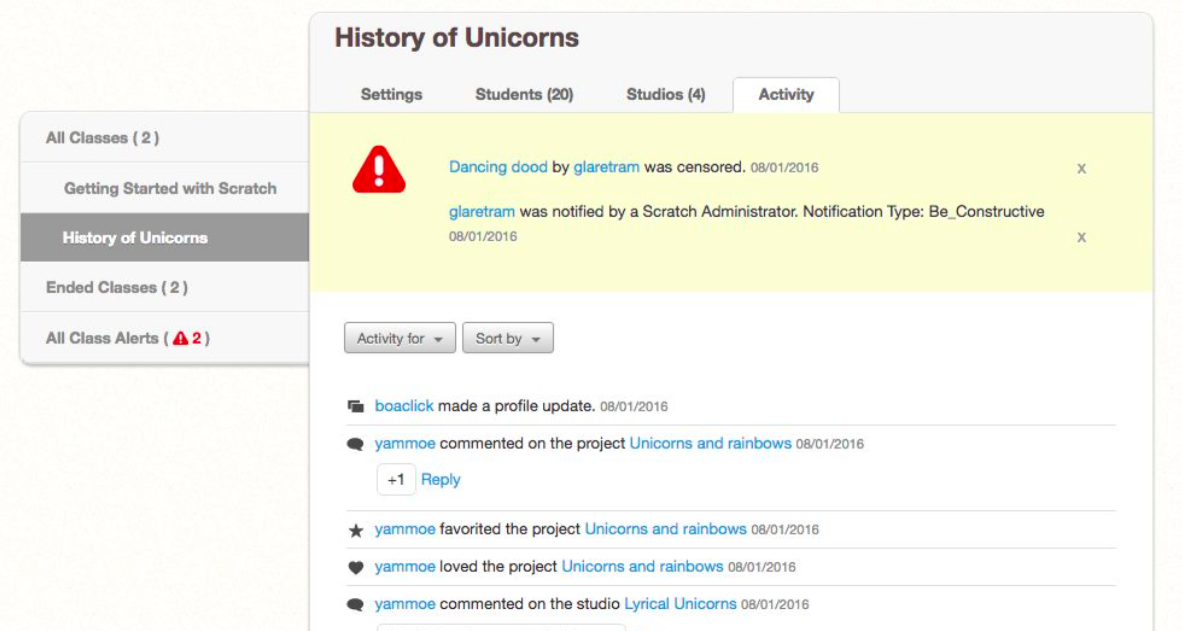 History of Unicorns
Settings Students (20) Studios (4) Activity
All Classes ( 2 )
Getting Started with Scratch
History of Unicorns
Ended Classes ( 2 )
All Class Alerts ( 2 )
Dancing dood by glaretram was censored. 08/01/2016 x
glaretram was notified by a Scratch Administrator. Notification Type: Be_Constructive
08/01/2016 x
Activity for Sort by
boaclick made a profile update. 08/01/2016
yammoe commented on the project Unicorns and rainbows 08/01/2016
+1 Reply
yammoe favorited the project Unicorns and rainbows 08/01/2016
yammoe loved the project Unicorns and rainbows 08/01/2016
yammoe commented on the studio Lyrical Unicorns 08/01/2016